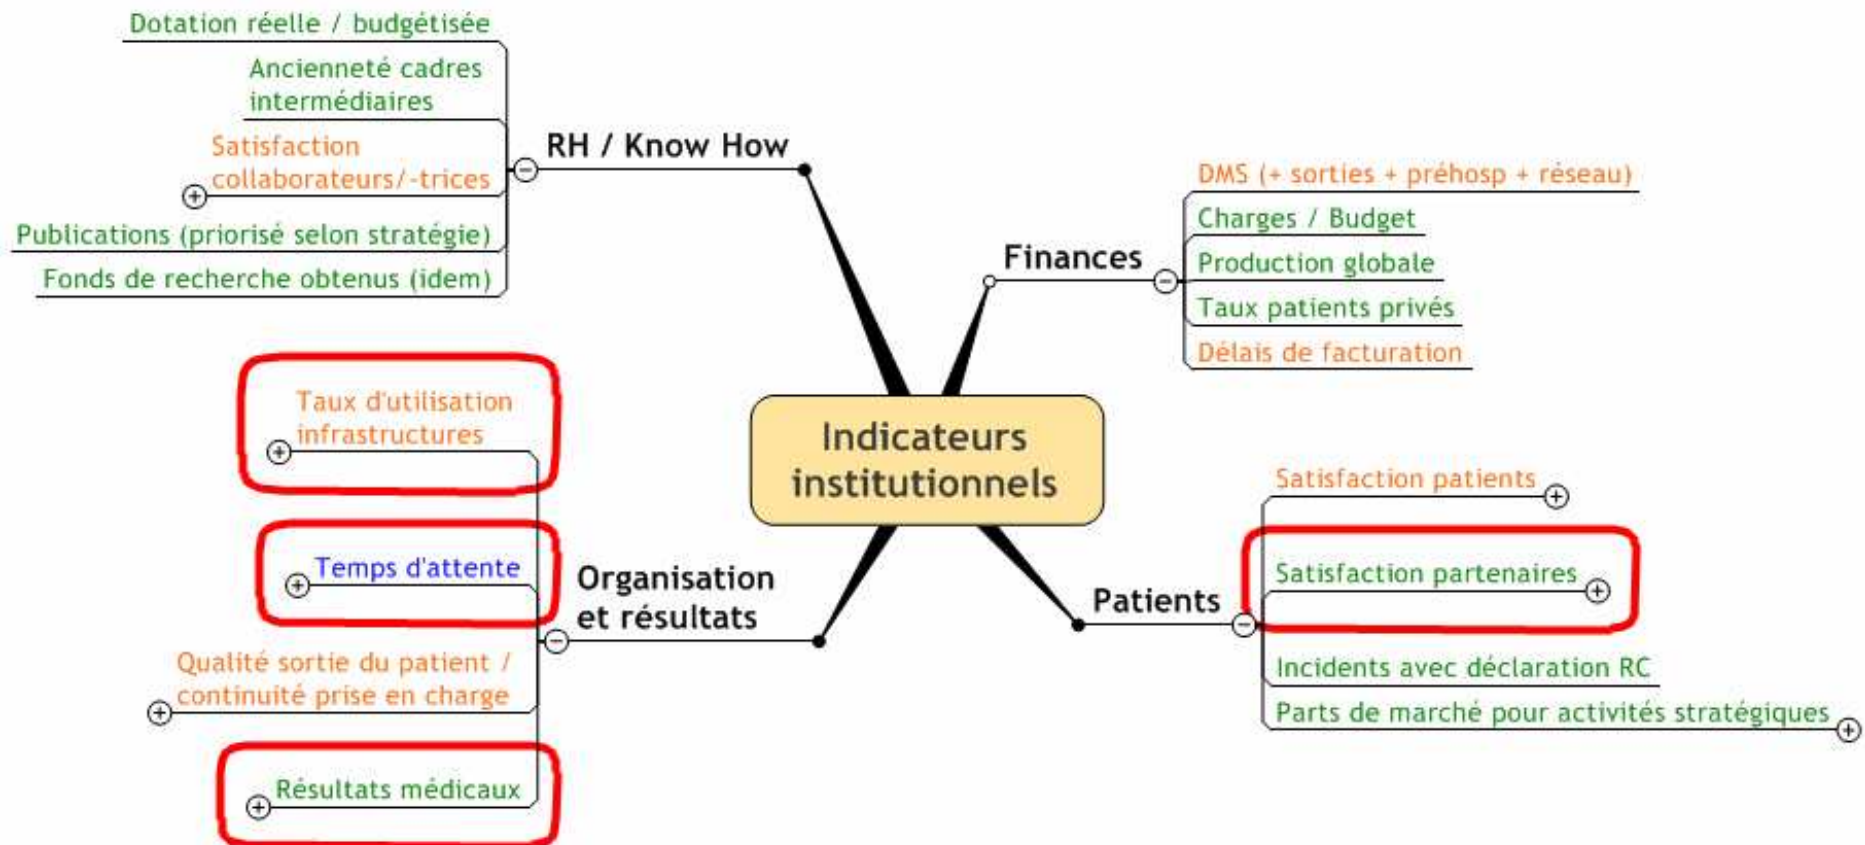 Dotation réelle / budgétisée
Ancienneté cadres
intermédiaires
Satisfaction
collaborateurs/-trices
Publications (priorisé selon stratégie)
Fonds de recherche obtenus (idem)
RH / Know How
Finances
DMS (+ sorties + préhosp + réseau)
Charges / Budget
Production globale
Taux patients privés
Délais de facturation
Indicateurs
institutionnels
Taux d'utilisation
infrastructures
Temps d'attente
Qualité sortie du patient /
continuité prise en charge
Résultats médicaux
Organisation
et résultats
Patients
Satisfaction patients
Satisfaction partenaires
Incidents avec déclaration RC
Parts de marché pour activités stratégiques